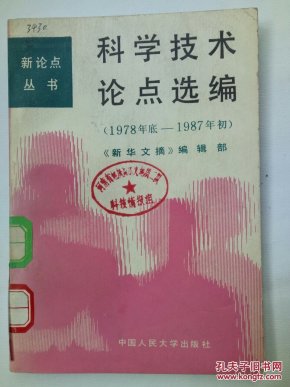 3430
新论点
丛书
科学技术
论点选编
(1978年底—1987年初)
《新华文摘》编辑部
科技情报室
中国人民大学出版社
孔夫子旧书网